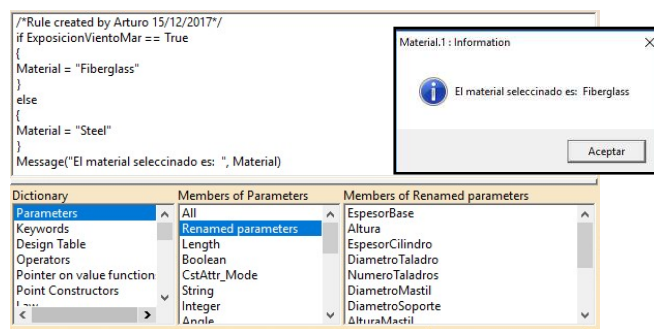 /*Rule created by Arturo 15/12/2017*/
if ExposicionVientoMar == True
{
Material = "Fiberglass"
}
else
{
Material = "Steel"
}
Message("El material seleccinado es:  ", Material)
Material.1 : Information
El material seleccinado es:  Fiberglass
Aceptar
Dictionary
Parameters
Keywords
Design Table
Operators
Pointer on value function
Point Constructors
Members of Parameters
All
Renamed parameters
Length
Boolean
CstAttr_Mode
String
Integer
Angle
Members of Renamed parameters
EspesorBase
Altura
EspesorCilindro
DiametroTaladro
NumeroTaladros
DiametroMastil
DiametroSoporte
AlturaMastil